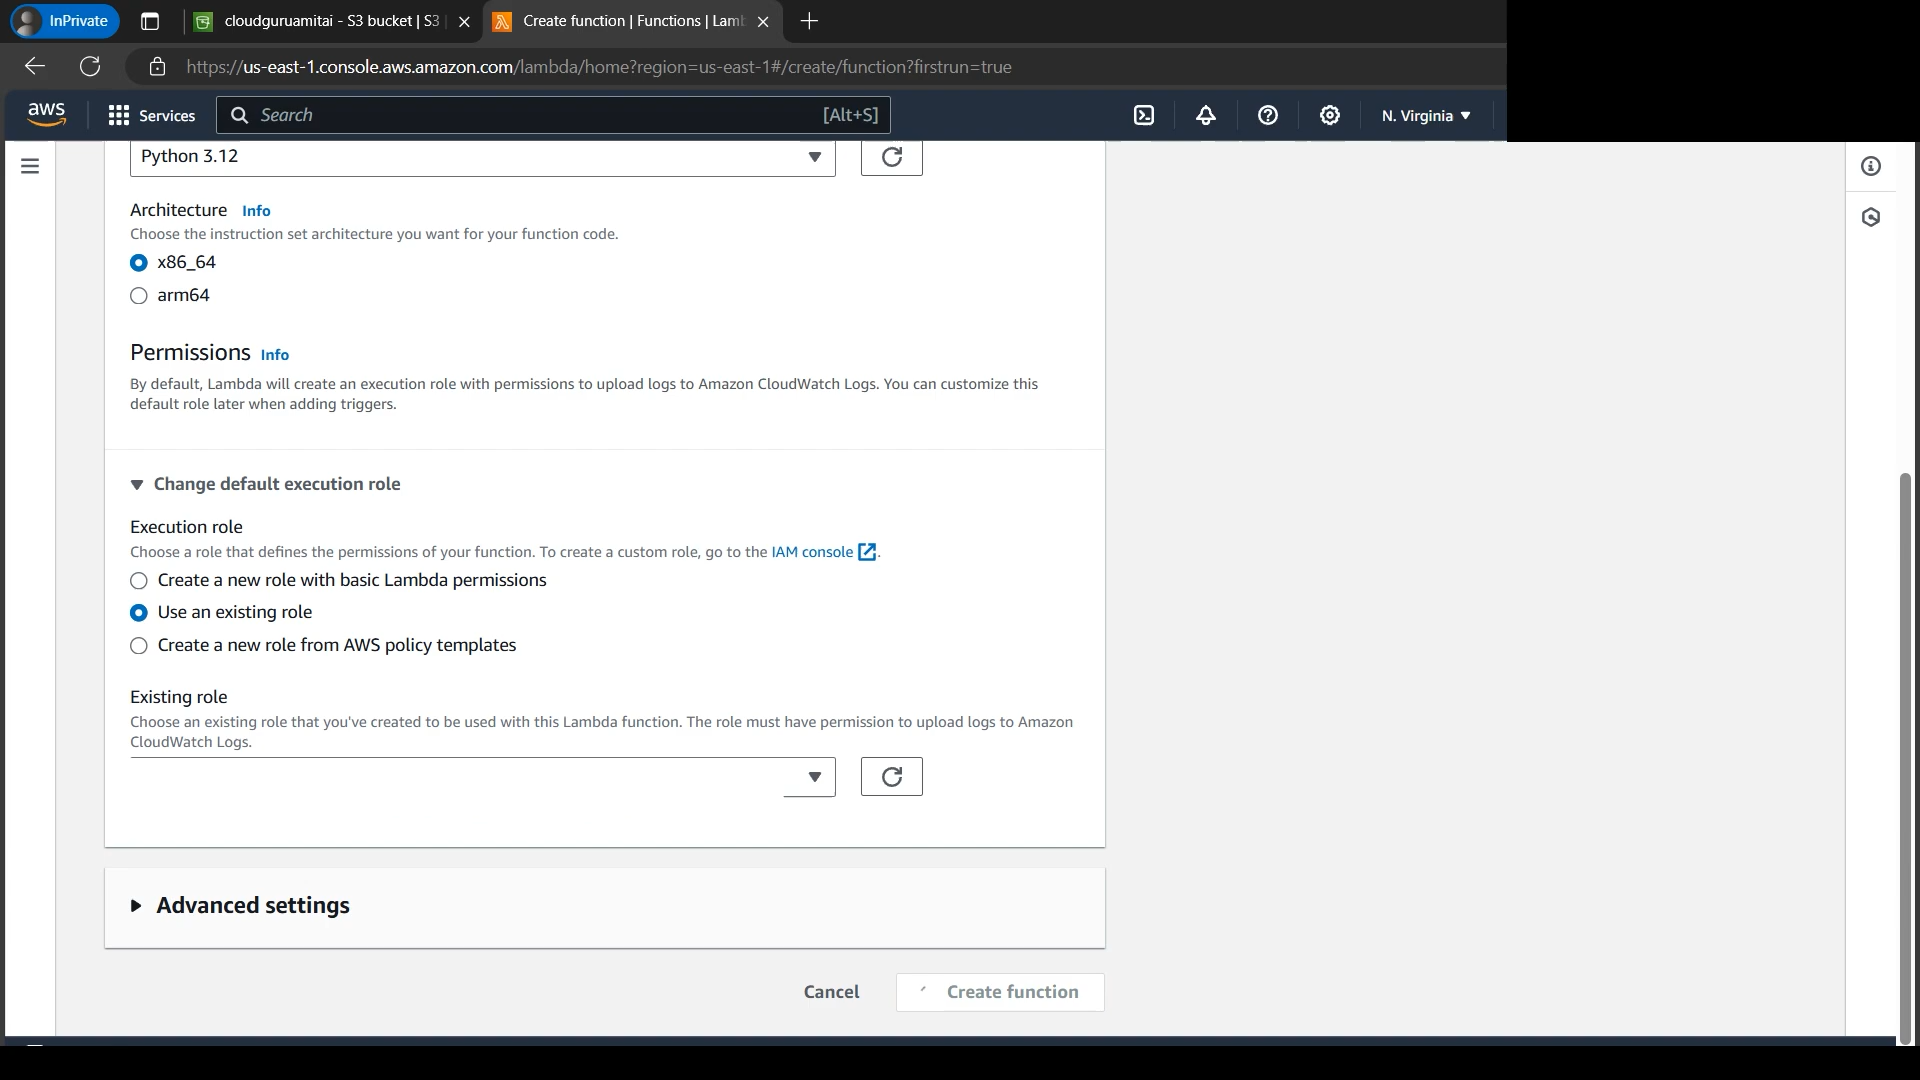 InPrivate
cloudguruamitai - S3 bucket | S3
Create function | Functions | Lamb
https://us-east-1.console.aws.amazon.com/lambda/home?region=us-east-1#/create/function?firstrun=true
aws
Services
Search
[Alt+S]
N. Virginia
Python 3.12
Architecture Info
Choose the instruction set architecture you want for your function code.
x86_64
arm64
Permissions Info
By default, Lambda will create an execution role with permissions to upload logs to Amazon CloudWatch Logs. You can customize this
default role later when adding triggers.
Change default execution role
Execution role
Choose a role that defines the permissions of your function. To create a custom role, go to the IAM console.
Create a new role with basic Lambda permissions
Use an existing role
Create a new role from AWS policy templates
Existing role
Choose an existing role that you've created to be used with this Lambda function. The role must have permission to upload logs to Amazon
CloudWatch Logs.
Advanced settings
Cancel
Create function